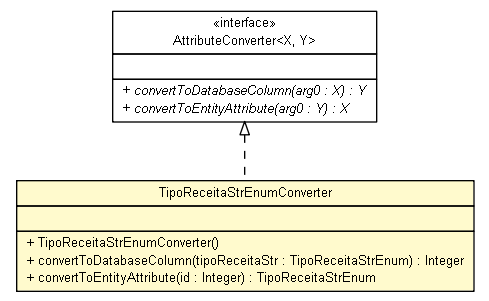 «interface»
AttributeConverter<X, Y>
+ convertToDatabaseColumn(arg0 : X) : Y
+ convertToEntityAttribute(arg0 : Y) : X
TipoReceitaStrEnumConverter
+ TipoReceitaStrEnumConverter()
+ convertToDatabaseColumn(tipoReceitaStr : TipoReceitaStrEnum) : Integer
+ convertToEntityAttribute(id : Integer) : TipoReceitaStrEnum